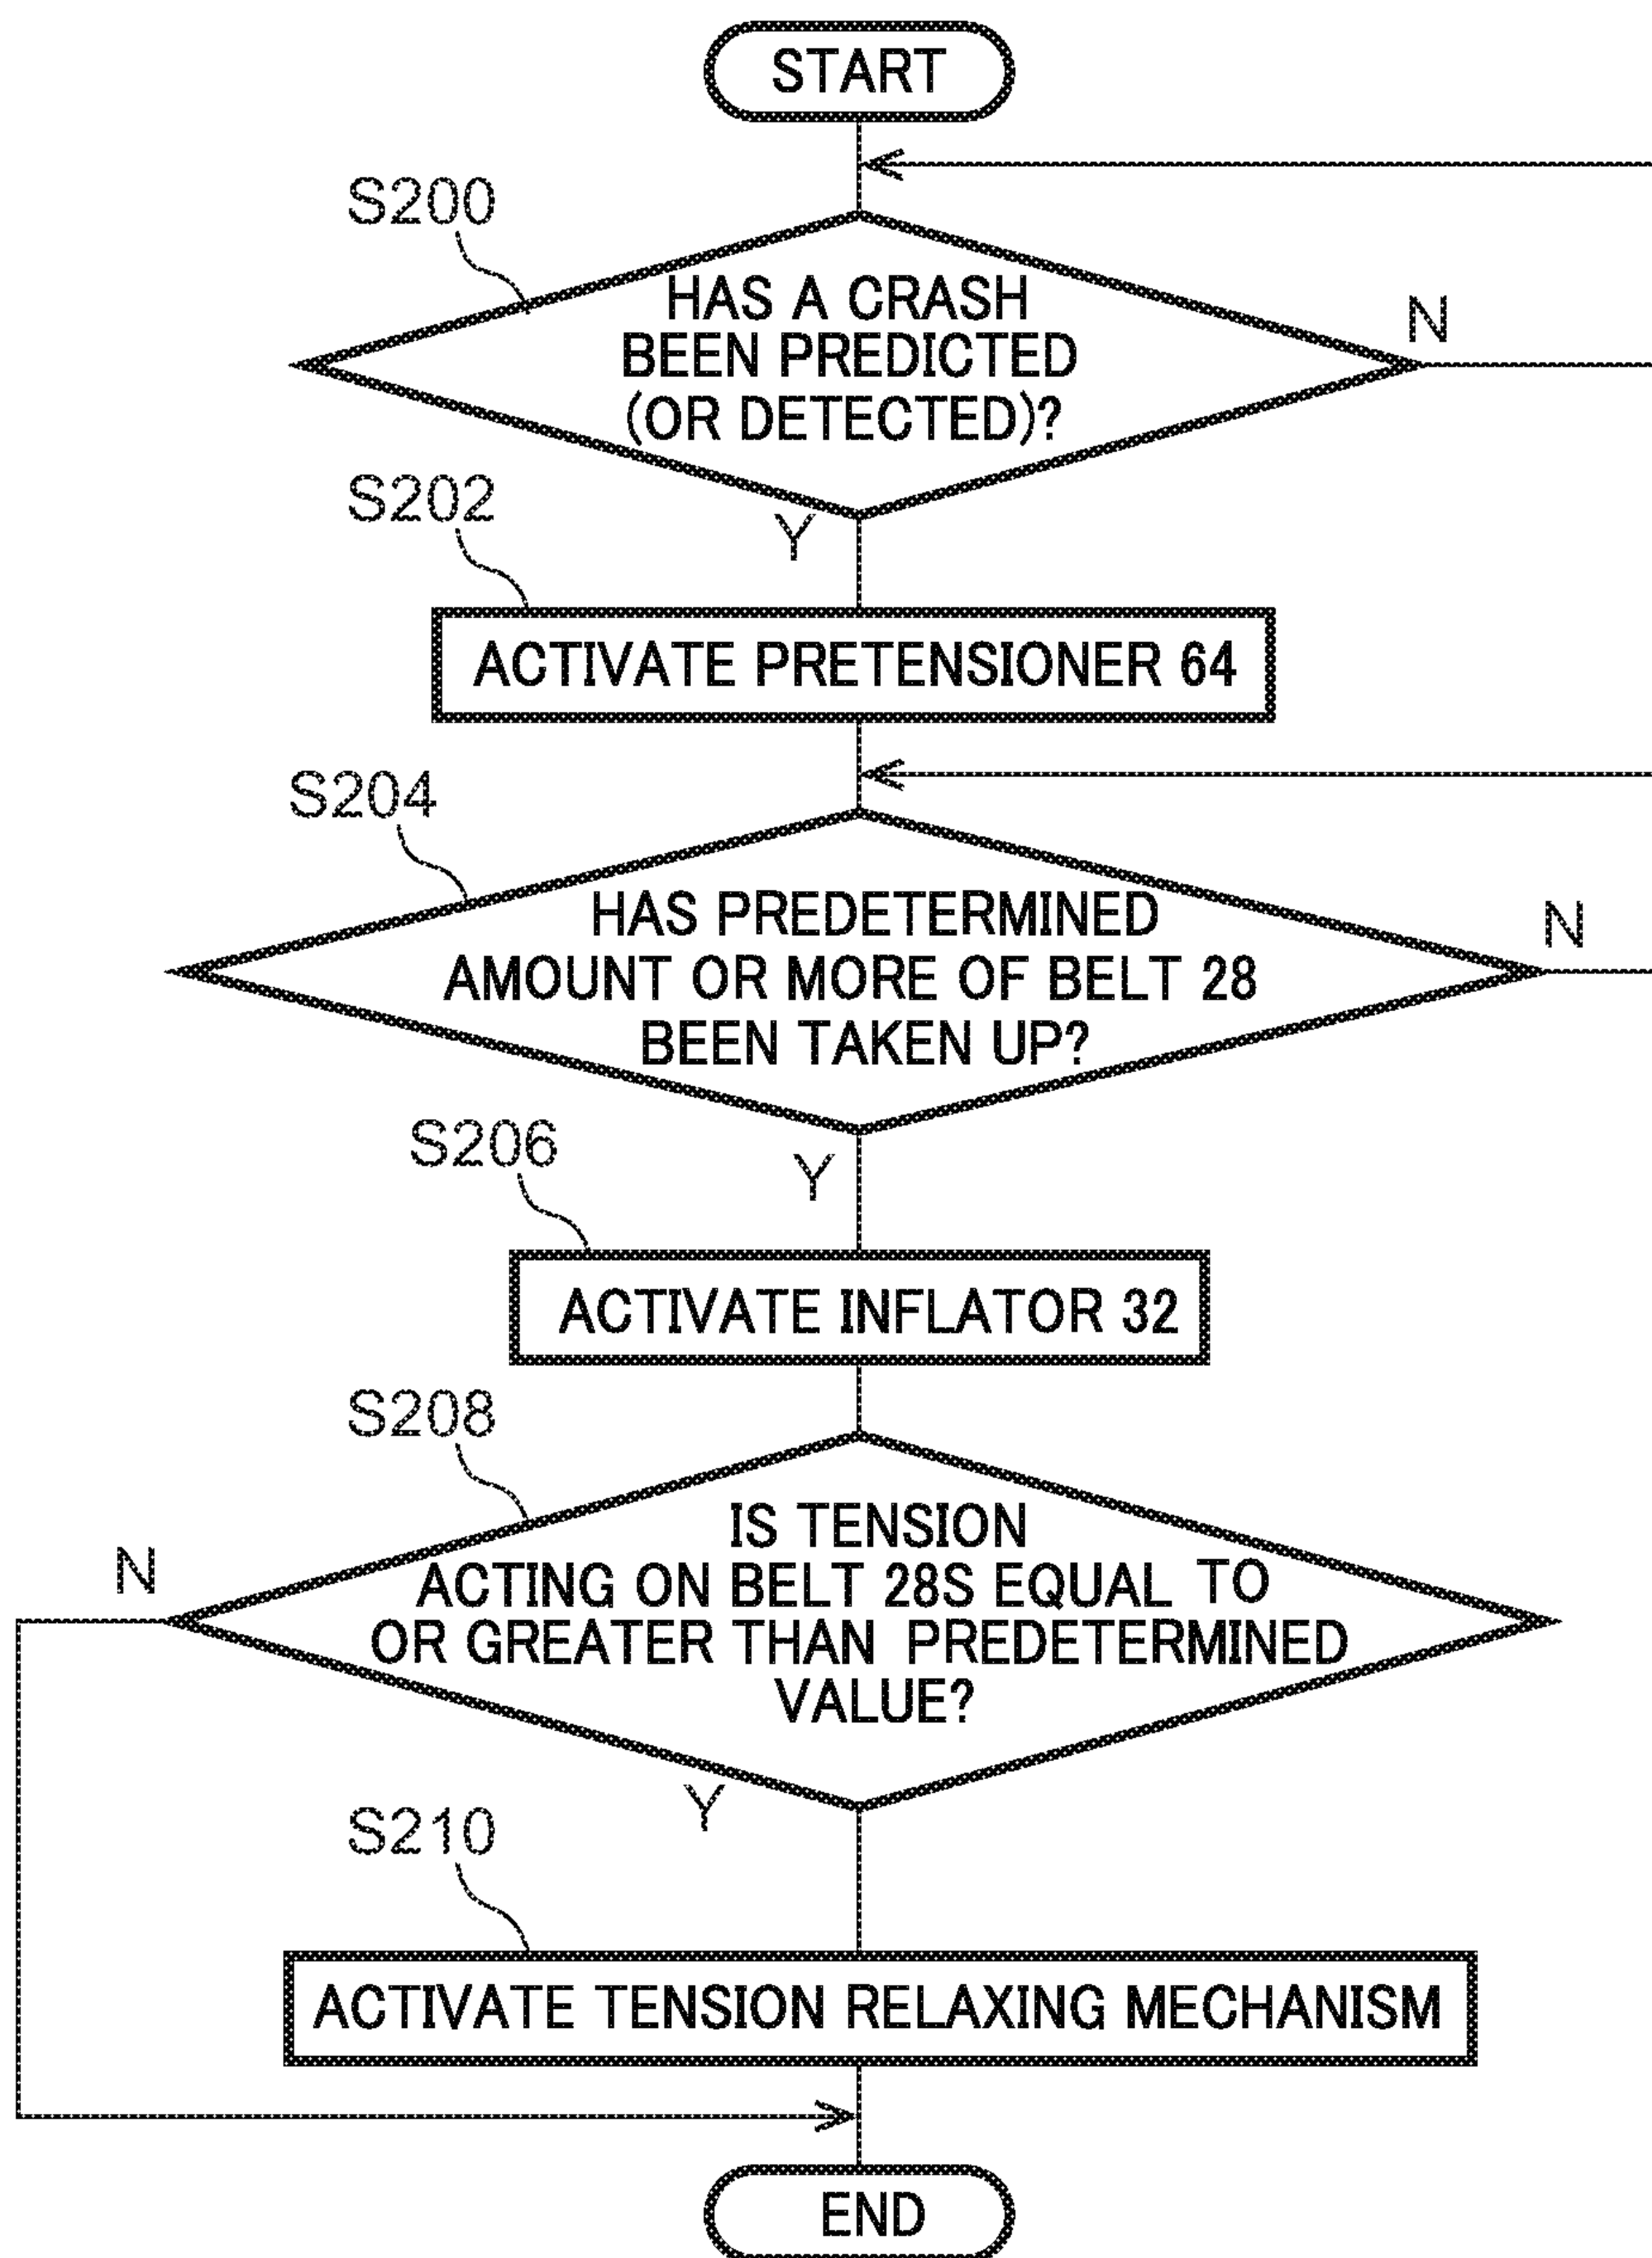 START
S200
HAS A CRASH
BEEN PREDICTED
(OR DETECTED)?
N
Y
S202
ACTIVATE PRETENSIONER 64
S204
HAS PREDETERMINED
AMOUNT OR MORE OF BELT 28
BEEN TAKEN UP?
N
Y
S206
ACTIVATE INFLATOR 32
S208
IS TENSION
ACTING ON BELT 28S EQUAL TO
OR GREATER THAN PREDETERMINED
VALUE?
N
Y
S210
ACTIVATE TENSION RELAXING MECHANISM
END